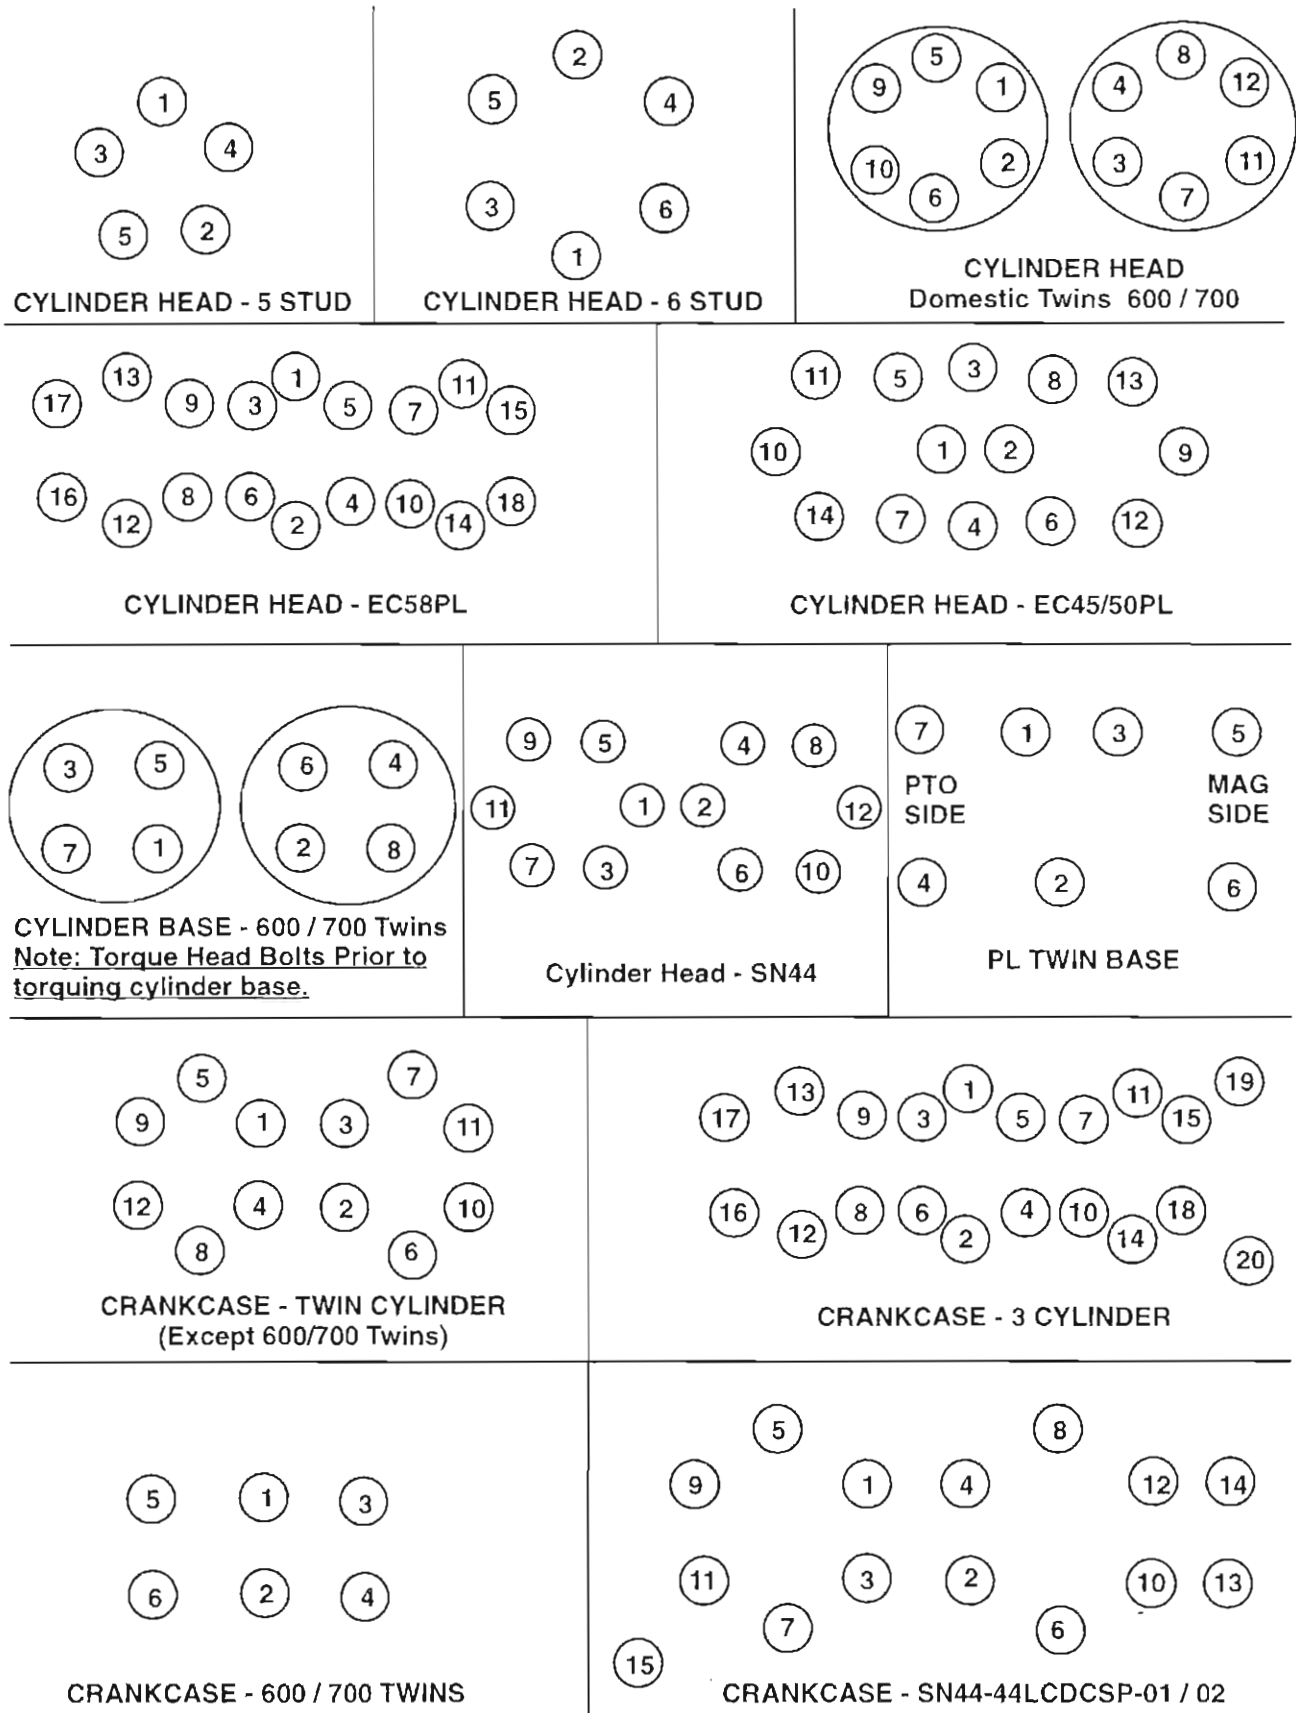 1
3 4
5 2
CYLINDER HEAD - 5 STUD
2
5 4
3 6
1
CYLINDER HEAD - 6 STUD
5 8
9 1 4 12
10 2 3 11
6 7
CYLINDER HEAD
Domestic Twins 600 / 700
13 1 11
17 9 3 5 7 15
16 8 6 4 10 18
12 2 14
CYLINDER HEAD - EC58PL
11 5 3 8 13
10 1 2 9
14 7 4 6 12
CYLINDER HEAD - EC45/50PL
3 5 6 4
7 1 2 8
CYLINDER BASE - 600 / 700 Twins
Note: Torque Head Bolts Prior to
torquing cylinder base.
9 5 4 8
11 1 2 12
7 3 6 10
Cylinder Head - SN44
7 1 3 5
PTO MAG
SIDE SIDE
4 2 6
PL TWIN BASE
5 7
9 1 3 11
12 4 2 10
8 6
CRANKCASE - TWIN CYLINDER
(Except 600/700 Twins)
13 1 11 19
17 9 3 5 7 15
16 8 6 4 10 18
12 2 14 20
CRANKCASE - 3 CYLINDER
5 1 3
6 2 4
CRANKCASE - 600 / 700 TWINS
5 8
9 1 4 12 14
11 3 2 10 13
7 6
15
CRANKCASE - SN44-44LCDCSP-01 / 02